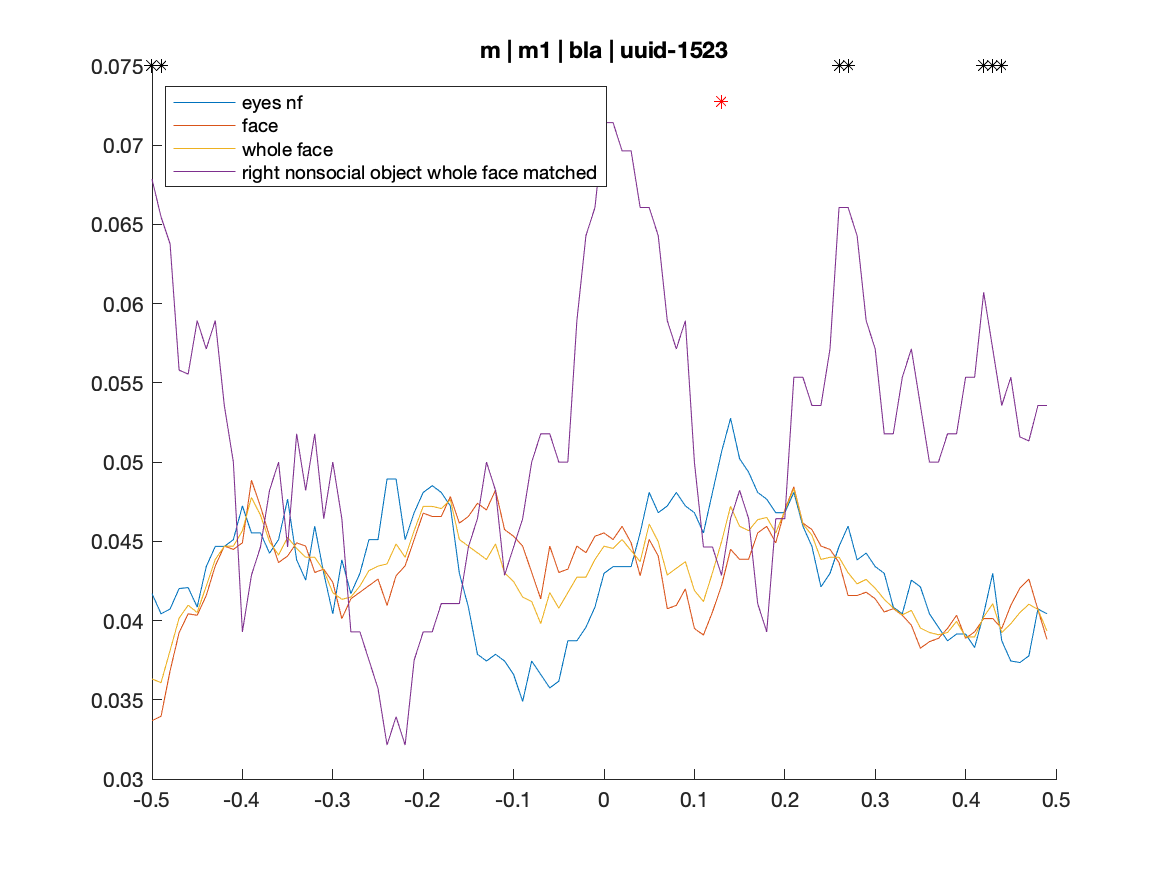 m | m1 | bla | uuid-1523
0.075
eyes nf
face
whole face
right nonsocial object whole face matched
0.07
0.065
0.06
0.055
0.05
0.045
0.04
0.035
0.03
-0.5 -0.4 -0.3 -0.2 -0.1 0 0.1 0.2 0.3 0.4 0.5